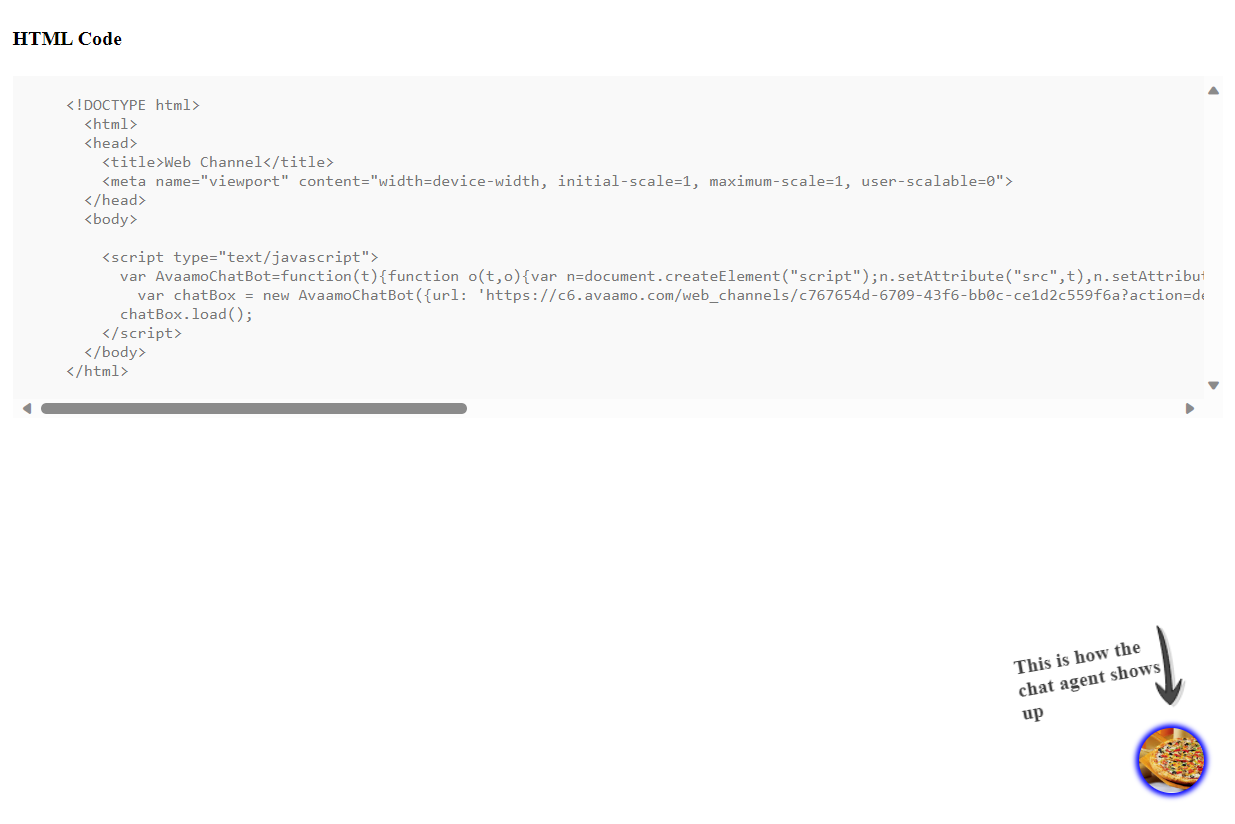 HTML Code
<!DOCTYPE html>
<html>
<head>
<title>Web Channel</title>
<meta name="viewport" content="width=device-width, initial-scale=1, maximum-scale=1, user-scalable=0">
</head>
<body>
<script type="text/javascript">
var AvaamoChatBot=function(t){function o(t,o){var n=document.createElement("script");n.setAttribute("src",t),n.setAttribut
var chatBox = new AvaamoChatBot({url: 'https://c6.avaamo.com/web_channels/c767654d-6709-43f6-bb0c-ce1d2c559f6a?action=de
chatBox.load();
</script>
</body>
</html>
This is how the
chat agent shows
up